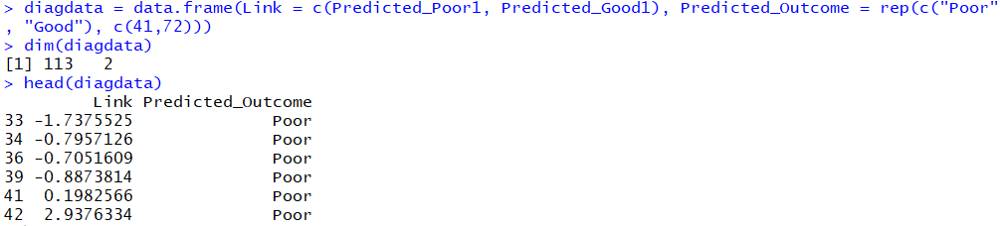 > diagdata = data.frame(Link = c(Predicted_Poor1, Predicted_Good1), Predicted_Outcome = rep(c("Poor"
, "Good"), c(41,72)))
> dim(diagdata)
[1] 113   2
> head(diagdata)
         Link Predicted_Outcome
33 -1.7375525              Poor
34 -0.7957126              Poor
36 -0.7051609              Poor
39 -0.8873814              Poor
41  0.1982566              Poor
42  2.9376334              Poor